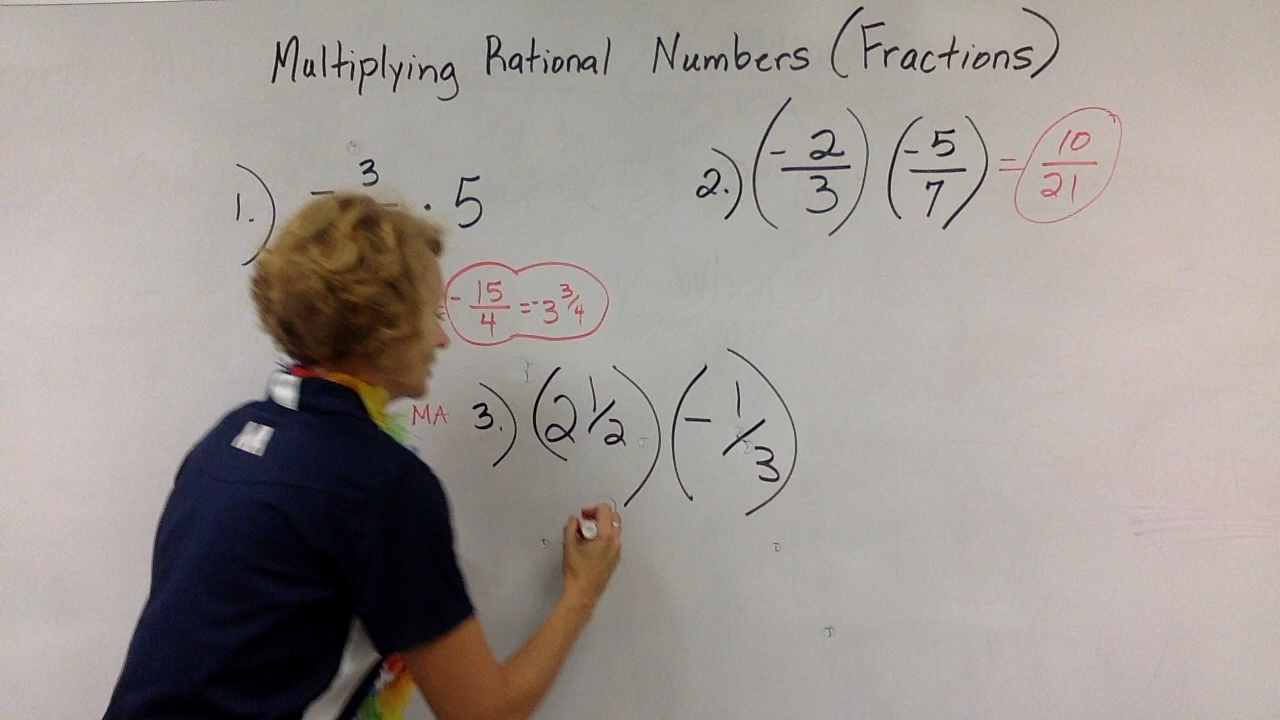 Multiplying Rational Numbers (Fractions)
1.) - 3 · 5
= - 15/4 = -3 3/4
2.) (- 2/3) (- 5/7) = 10/21
MA 3.) (2 1/2) (- 1/3)
M